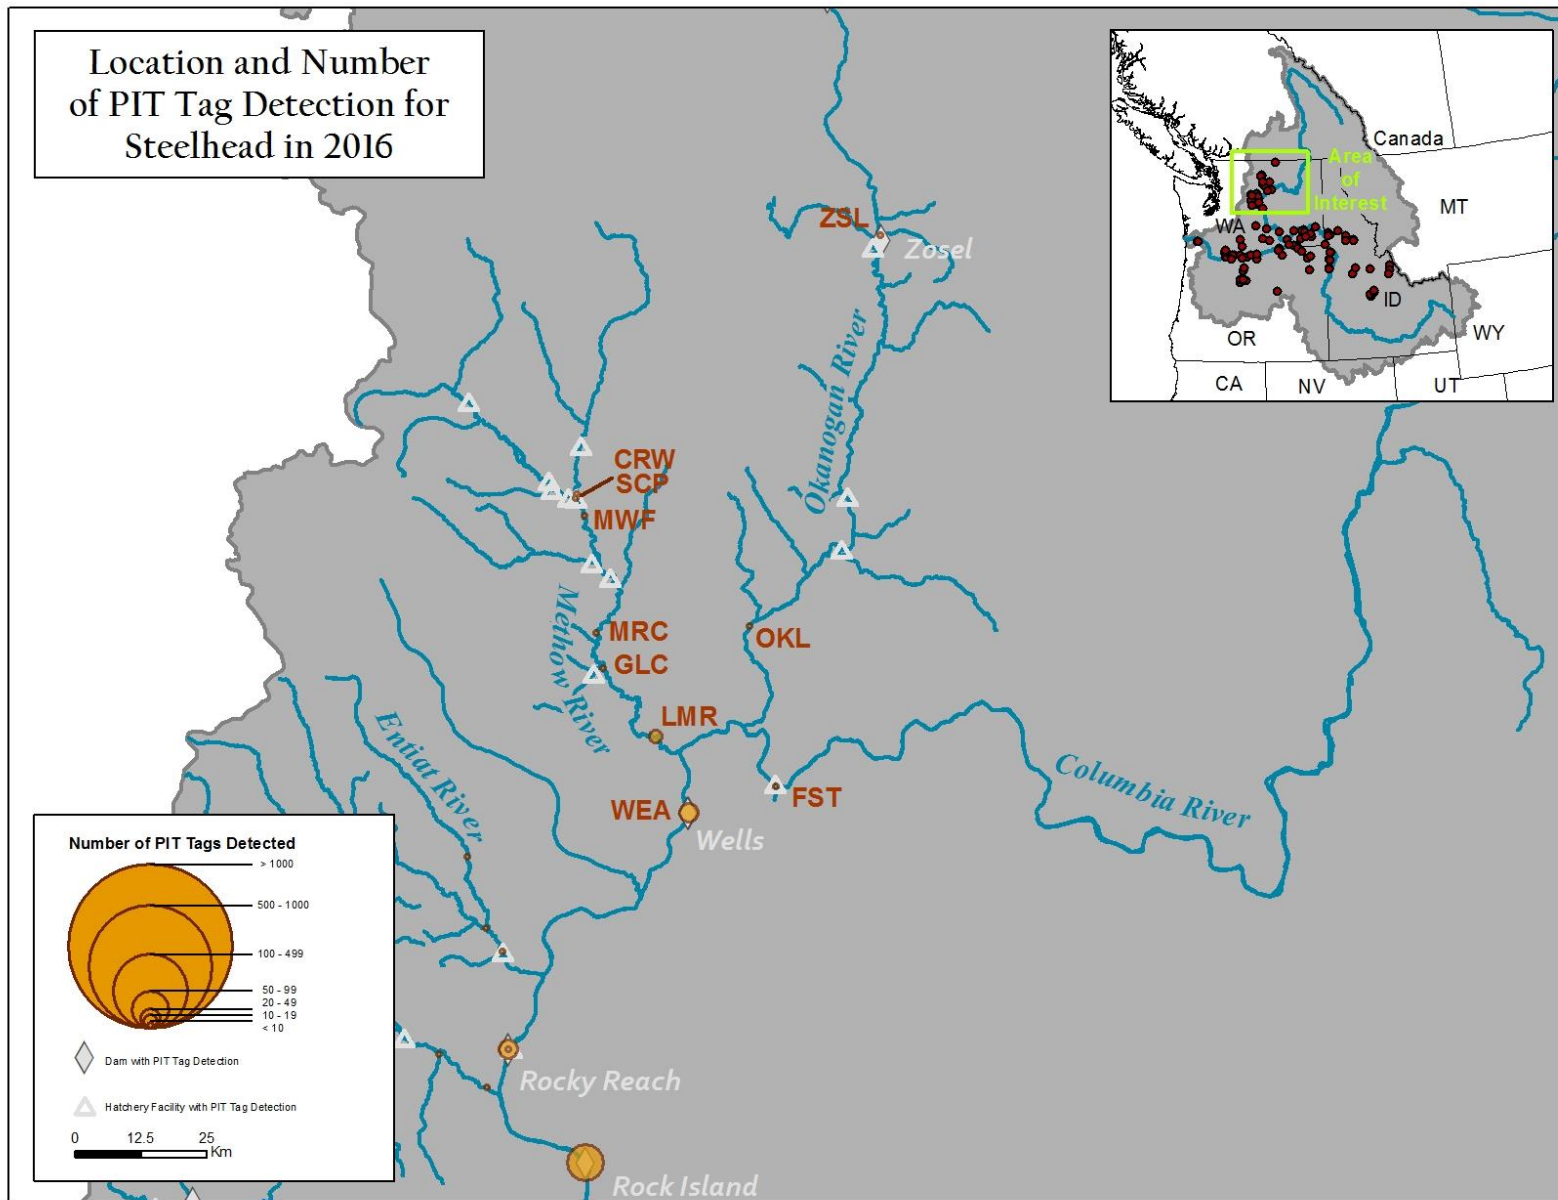 Location and Number
of PIT Tag Detection for
Steelhead in 2016
Canada
Area
of
Interest
MT
WA
ID
OR
WY
CA
NV
UT
ZSL
Zosel
Okanogan River
CRW
SCP
MWF
Methow River
MRC
GLC
OKL
LMR
Entiat River
FST
WEA
Wells
Columbia River
Number of PIT Tags Detected
> 1000
500 - 1000
100 - 499
50 - 99
20 - 49
10 - 19
< 10
Dam with PIT Tag Detection
Hatchery Facility with PIT Tag Detection
0 12.5 25
Km
Rocky Reach
Rock Island